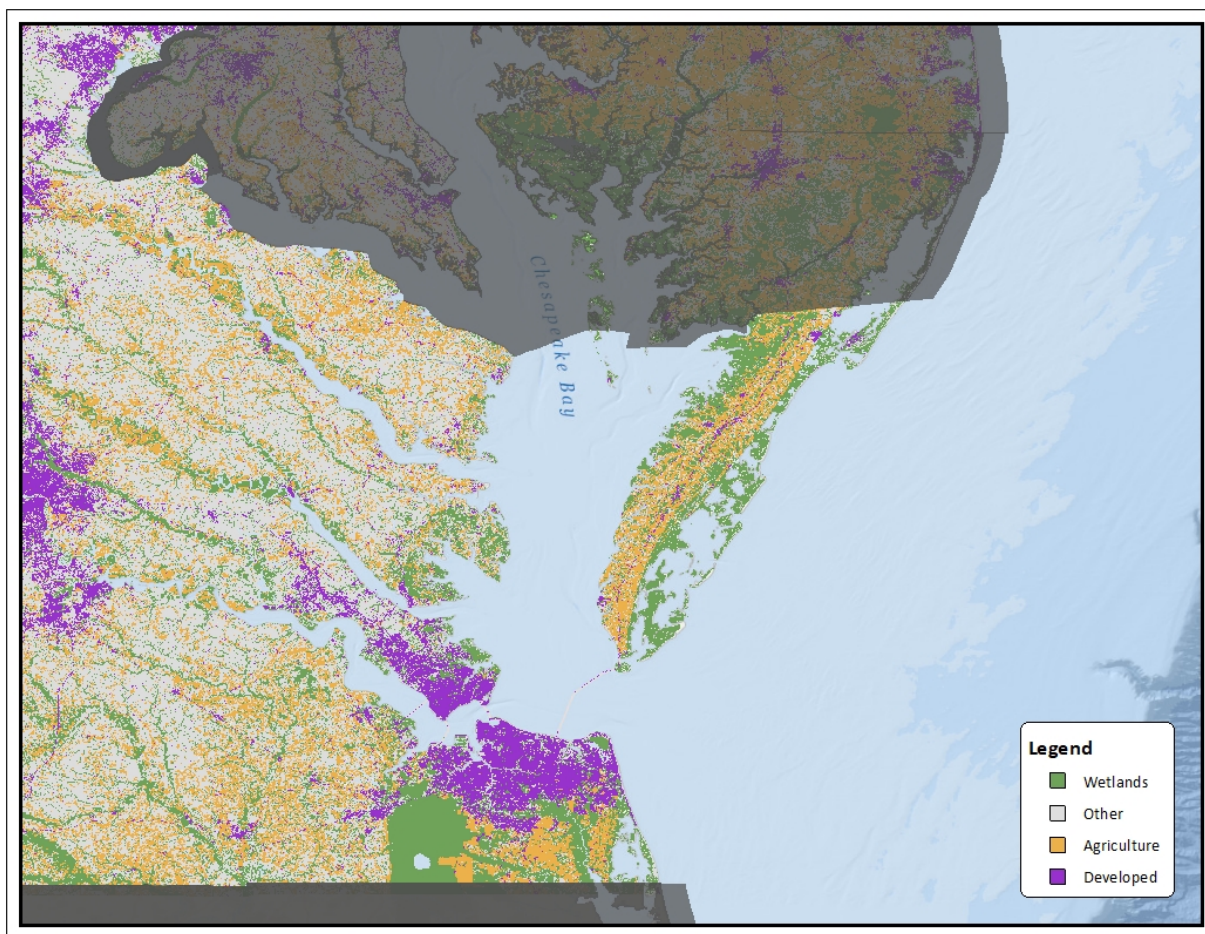 Chesapeake Bay
Legend
Wetlands
Other
Agriculture
Developed